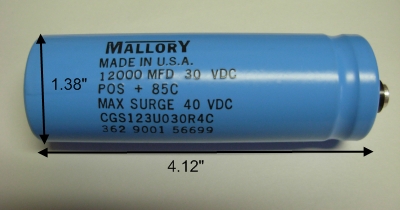 MALLORY
MADE IN U.S.A.
12000 MFD 30 VDC
POS + 85C
MAX SURGE 40 VDC
CGS123U030R4C
362 9001 56699
1.38"
4.12"